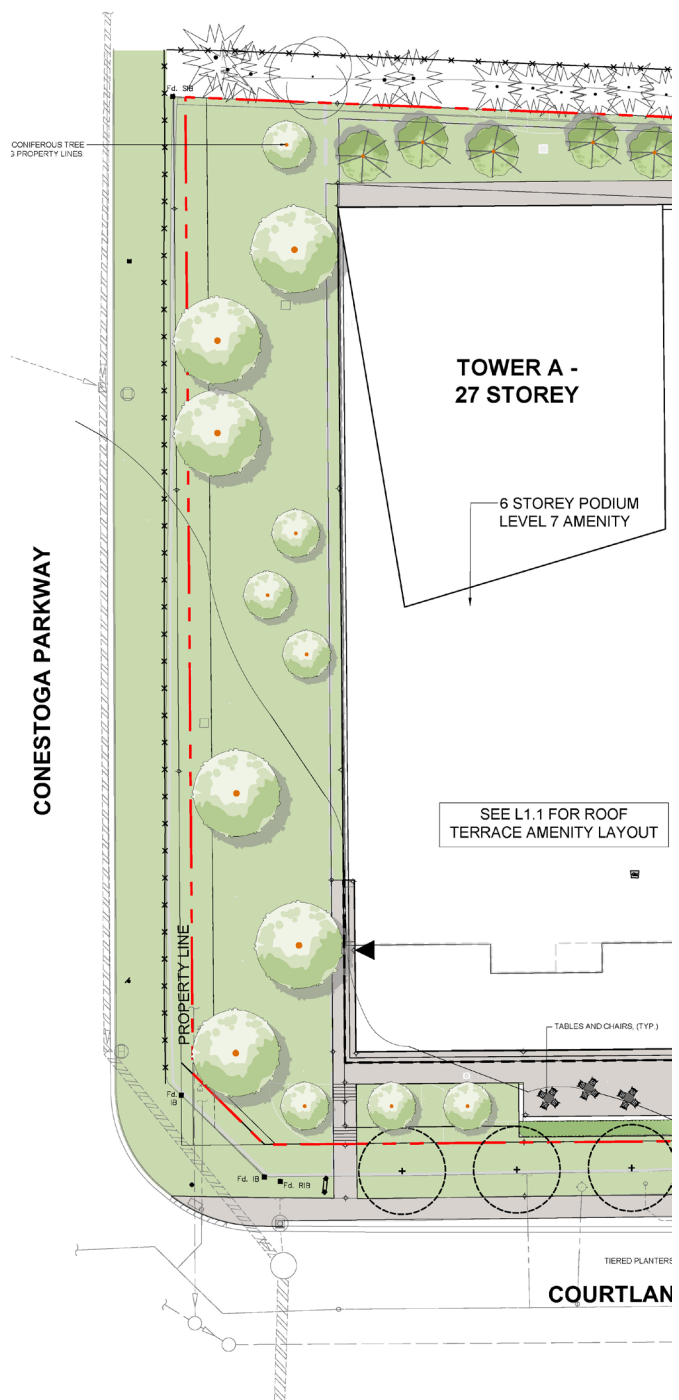 Fd. SIB
CONIFEROUS TREE
PROPERTY LINES
TOWER A -
27 STOREY
6 STOREY PODIUM
LEVEL 7 AMENITY
CONESTOGA PARKWAY
SEE L1.1 FOR ROOF
TERRACE AMENITY LAYOUT
PROPERTY LINE
TABLES AND CHAIRS, (TYP.)
Fd.
IB
Fd. IB
Fd. RIB
TIERED PLANTERS
COURTLAN